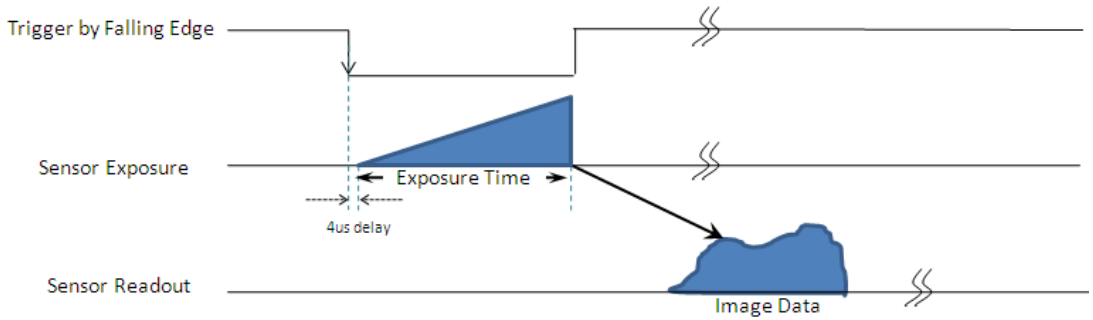 Trigger by Falling Edge
Sensor Exposure
Exposure Time
4us delay
Sensor Readout
Image Data